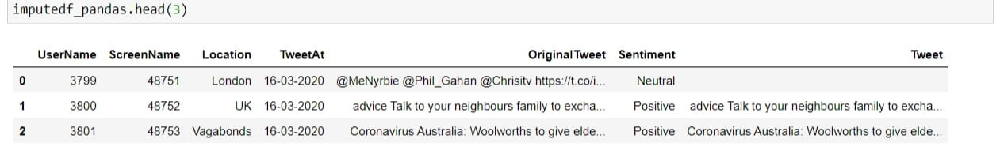 imputedf_pandas.head(3)
UserName ScreenName Location TweetAt OriginalTweet Sentiment Tweet
0 3799 48751 London 16-03-2020 @MeNyrbie @Phil_Gahan @Chrisitv https://t.co/i... Neutral
1 3800 48752 UK 16-03-2020 advice Talk to your neighbours family to excha... Positive advice Talk to your neighbours family to excha...
2 3801 48753 Vagabonds 16-03-2020 Coronavirus Australia: Woolworths to give elde... Positive Coronavirus Australia: Woolworths to give elde...